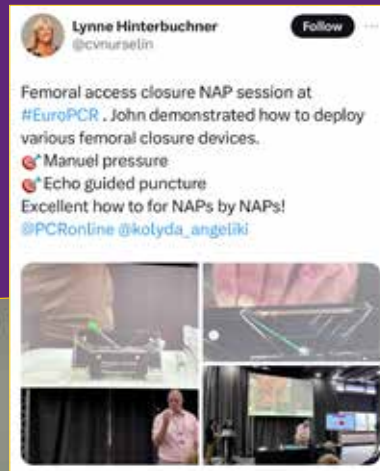 Lynne Hinterbuchner
@cvnurselin
Follow
Femoral access closure NAP session at
#EuroPCR . John demonstrated how to deploy
various femoral closure devices.
🎯Manuel pressure
🎯Echo guided puncture
Excellent how to for NAPs by NAPs!
@PCRonline @kolyda_angeliki